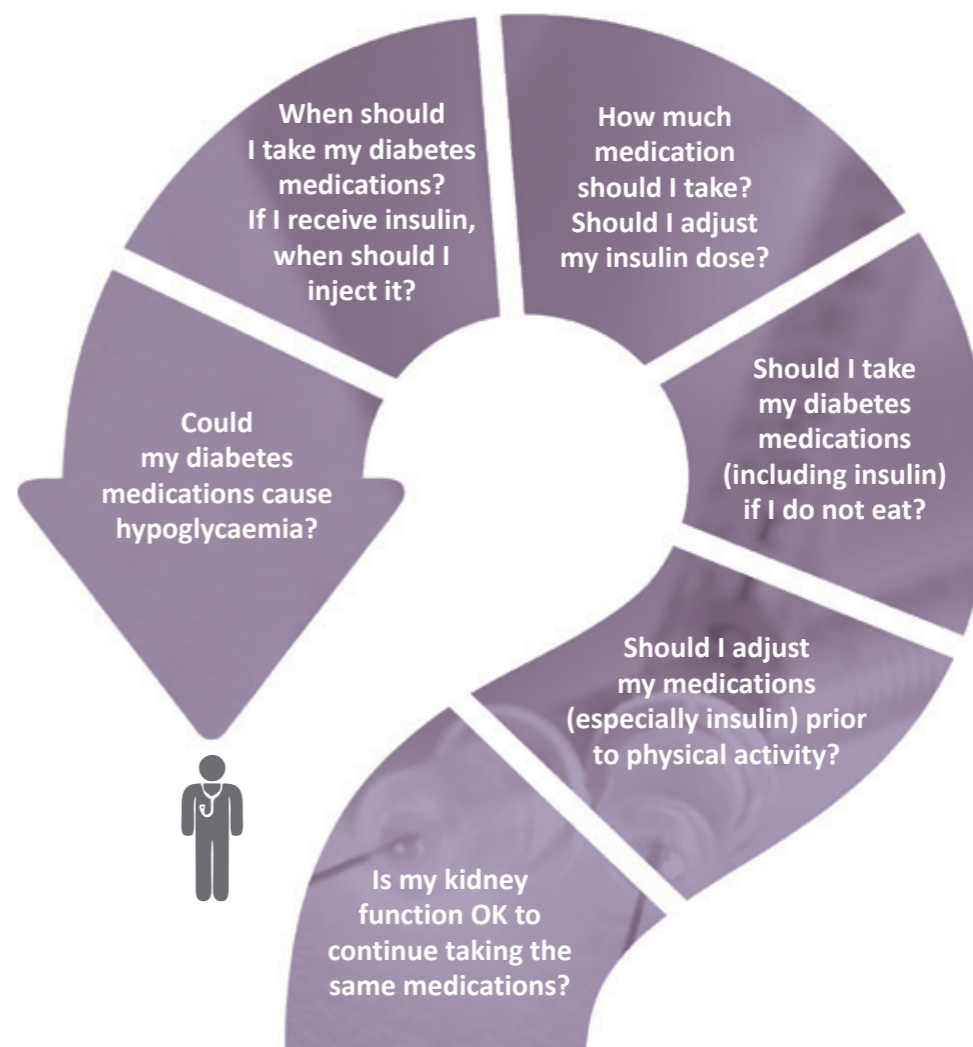 When should
I take my diabetes
medications?
If I receive insulin,
when should I
inject it?
How much
medication
should I take?
Should I adjust
my insulin dose?
Should I take
my diabetes
medications
(including insulin)
if I do not eat?
Could
my diabetes
medications cause
hypoglycaemia?
Should I adjust
my medications
(especially insulin) prior
to physical activity?
Is my kidney
function OK to
continue taking the
same medications?